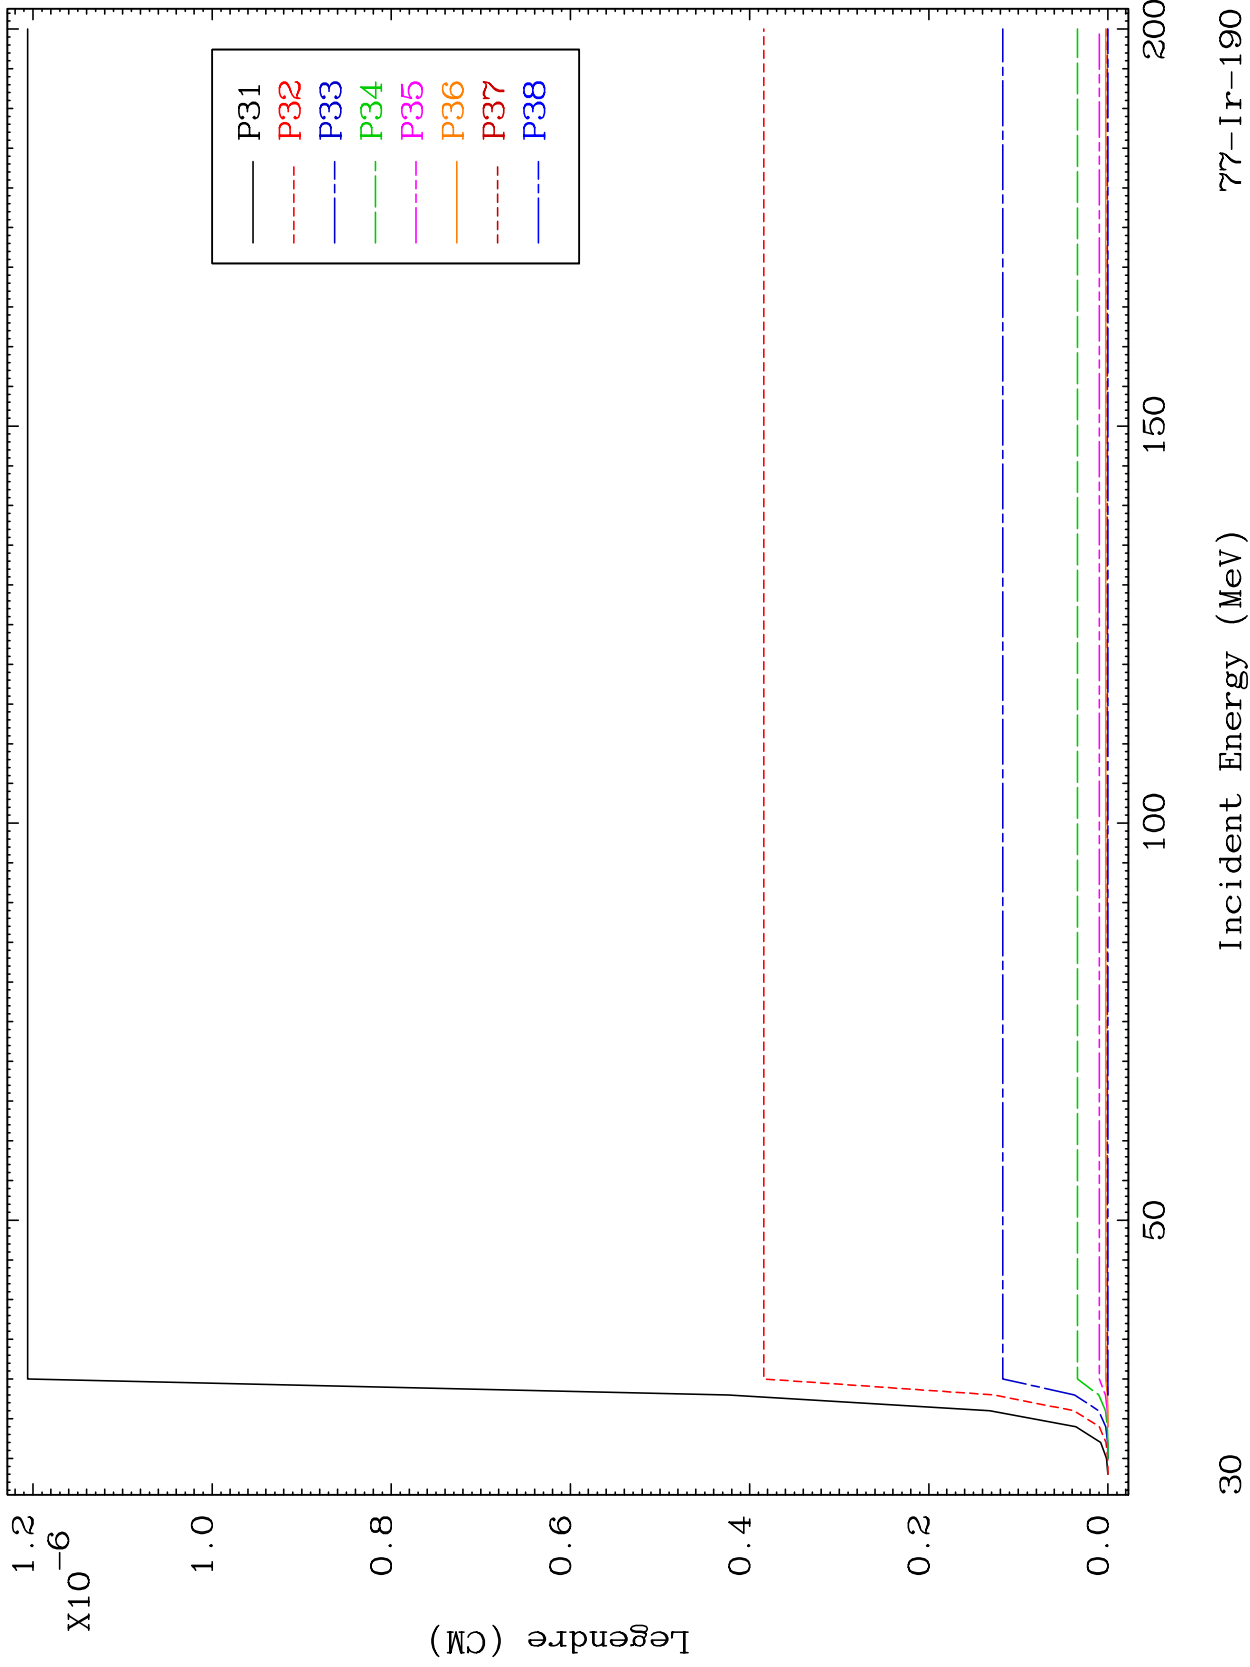 1.2
X10-6
1.0
0.8
0.6
0.4
0.2
0.0
Legendre (CM)
P31
P32
P33
P34
P35
P36
P37
P38
50
100
150
200
30
Incident Energy (MeV)
77-Ir-190